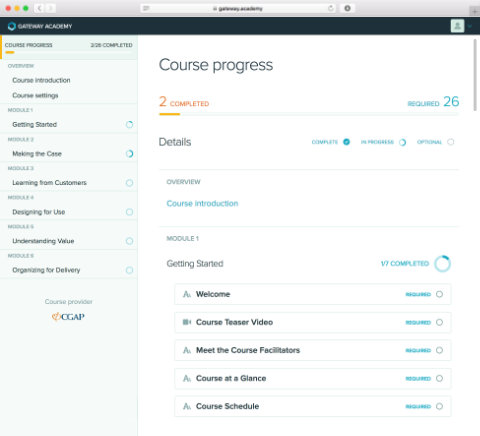 gateway.academy
GATEWAY ACADEMY
COURSE PROGRESS 2/26 COMPLETED
OVERVIEW
Course introduction
Course settings
MODULE 1
Getting Started
MODULE 2
Making the Case
MODULE 3
Learning from Customers
MODULE 4
Designing for Use
MODULE 5
Understanding Value
MODULE 6
Organizing for Delivery
Course provider
CGAP
Course progress
2 COMPLETED REQUIRED 26
Details COMPLETE IN PROGRESS OPTIONAL
OVERVIEW
Course introduction
MODULE 1
Getting Started 1/7 COMPLETED
Welcome REQUIRED
Course Teaser Video REQUIRED
Meet the Course Facilitators REQUIRED
Course at a Glance REQUIRED
Course Schedule REQUIRED